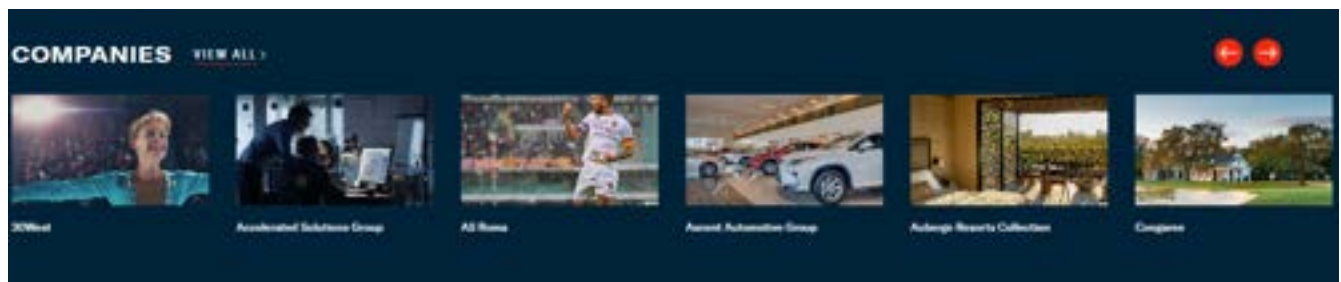 COMPANIES VIEW ALL >
30West
Accelerated Solutions Group
AS Roma
Ascent Automotive Group
Auberge Resorts Collection
Congaree